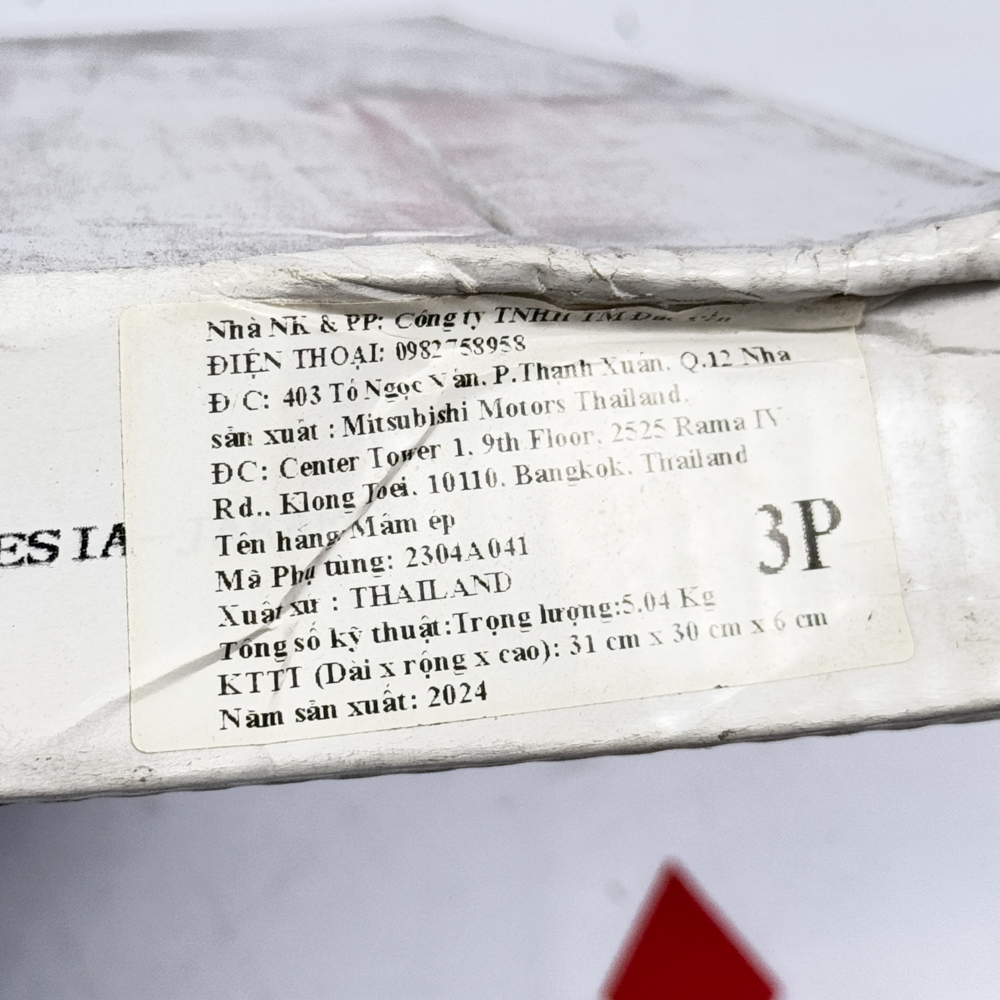 Nhà NK & PP: Công ty TNHH TM
ĐIỆN THOẠI: 0982758958
Đ/C: 403 Tô Ngọc Vân, P.Thạnh Xuân, Q.12 Nhà
sản xuất : Mitsubishi Motors Thailand.
ĐC: Center Tower 1, 9th Floor, 2525 Rama IV
Rd., Klong Toei, 10110, Bangkok, Thailand
Tên hàng: Mâm ép
Mã Phụ tùng: 2304A041
Xuất xứ : THAILAND
Tông số kỹ thuật:Trọng lượng:5.04 Kg
KTTT (Dài x rộng x cao): 31 cm x 30 cm x 6 cm
Năm sản xuất: 2024
3P
ESIA